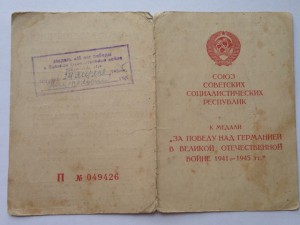 П № 049426
СОЮЗ
СОВЕТСКИХ
СОЦИАЛИСТИЧЕСКИХ
РЕСПУБЛИК
К МЕДАЛИ
„ЗА ПОБЕДУ НАД ГЕРМАНИЕЙ
В ВЕЛИКОЙ ОТЕЧЕСТВЕННОЙ
ВОЙНЕ 1941–1945 гг."